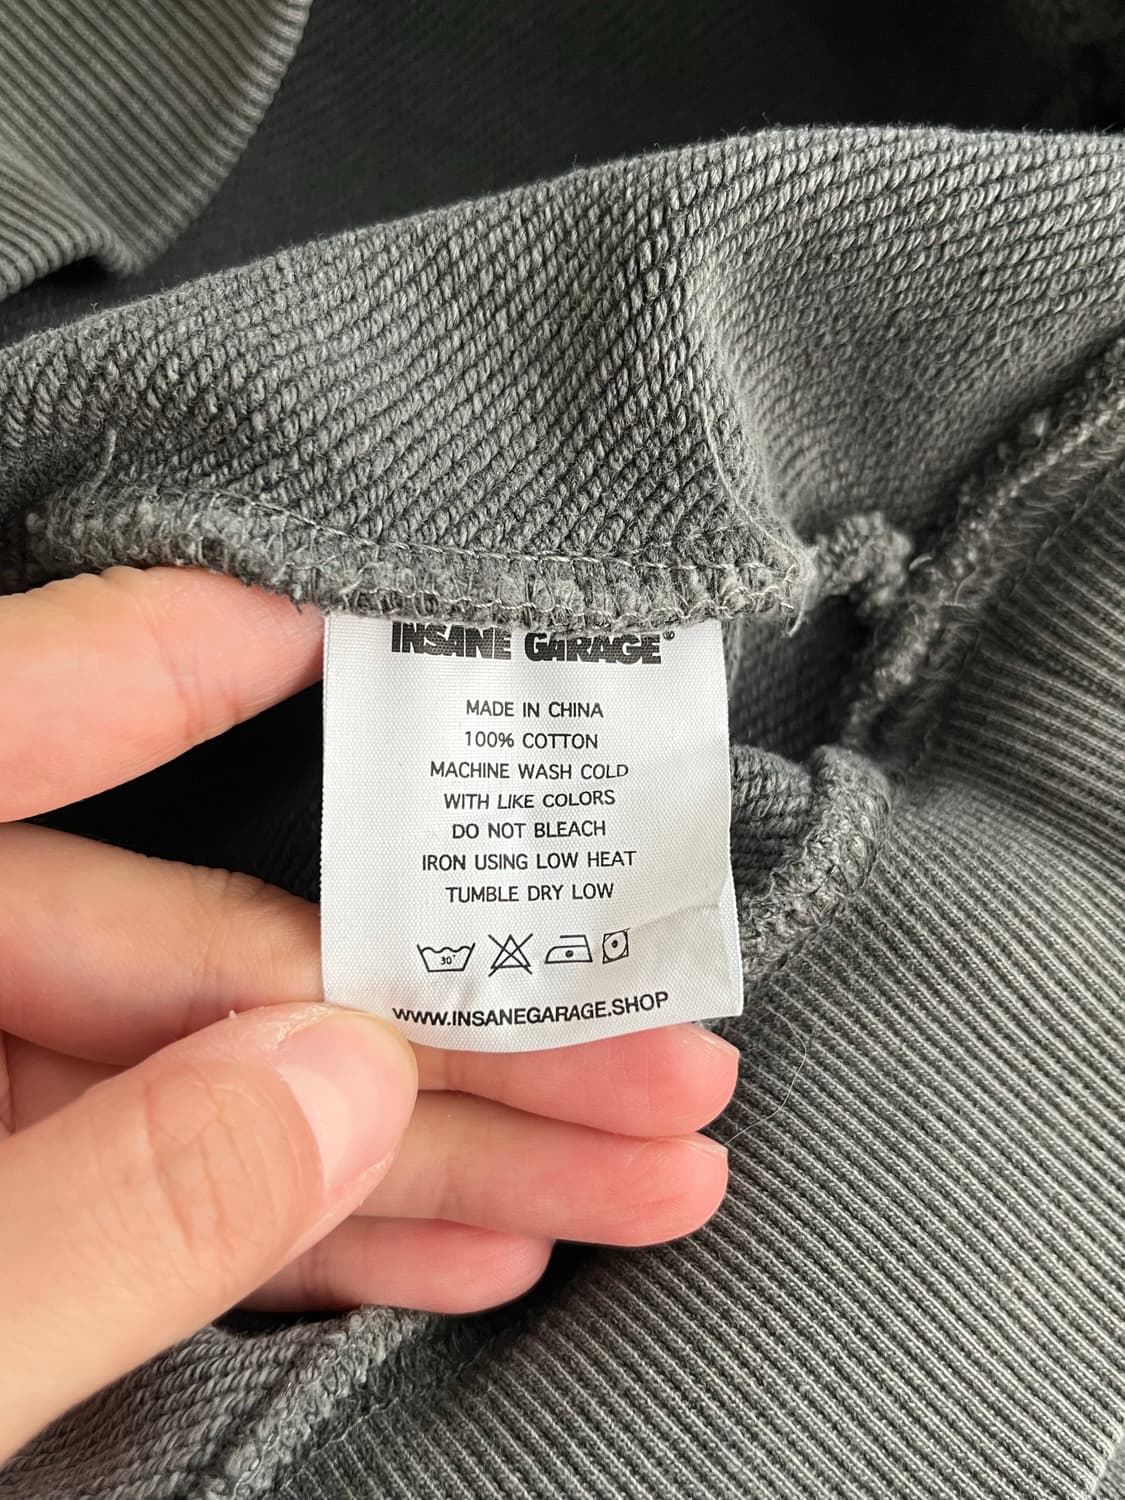 INSANE GARAGE®
MADE IN CHINA
100% COTTON
MACHINE WASH COLD
WITH LIKE COLORS
DO NOT BLEACH
IRON USING LOW HEAT
TUMBLE DRY LOW
30°
WWW.INSANEGARAGE.SHOP